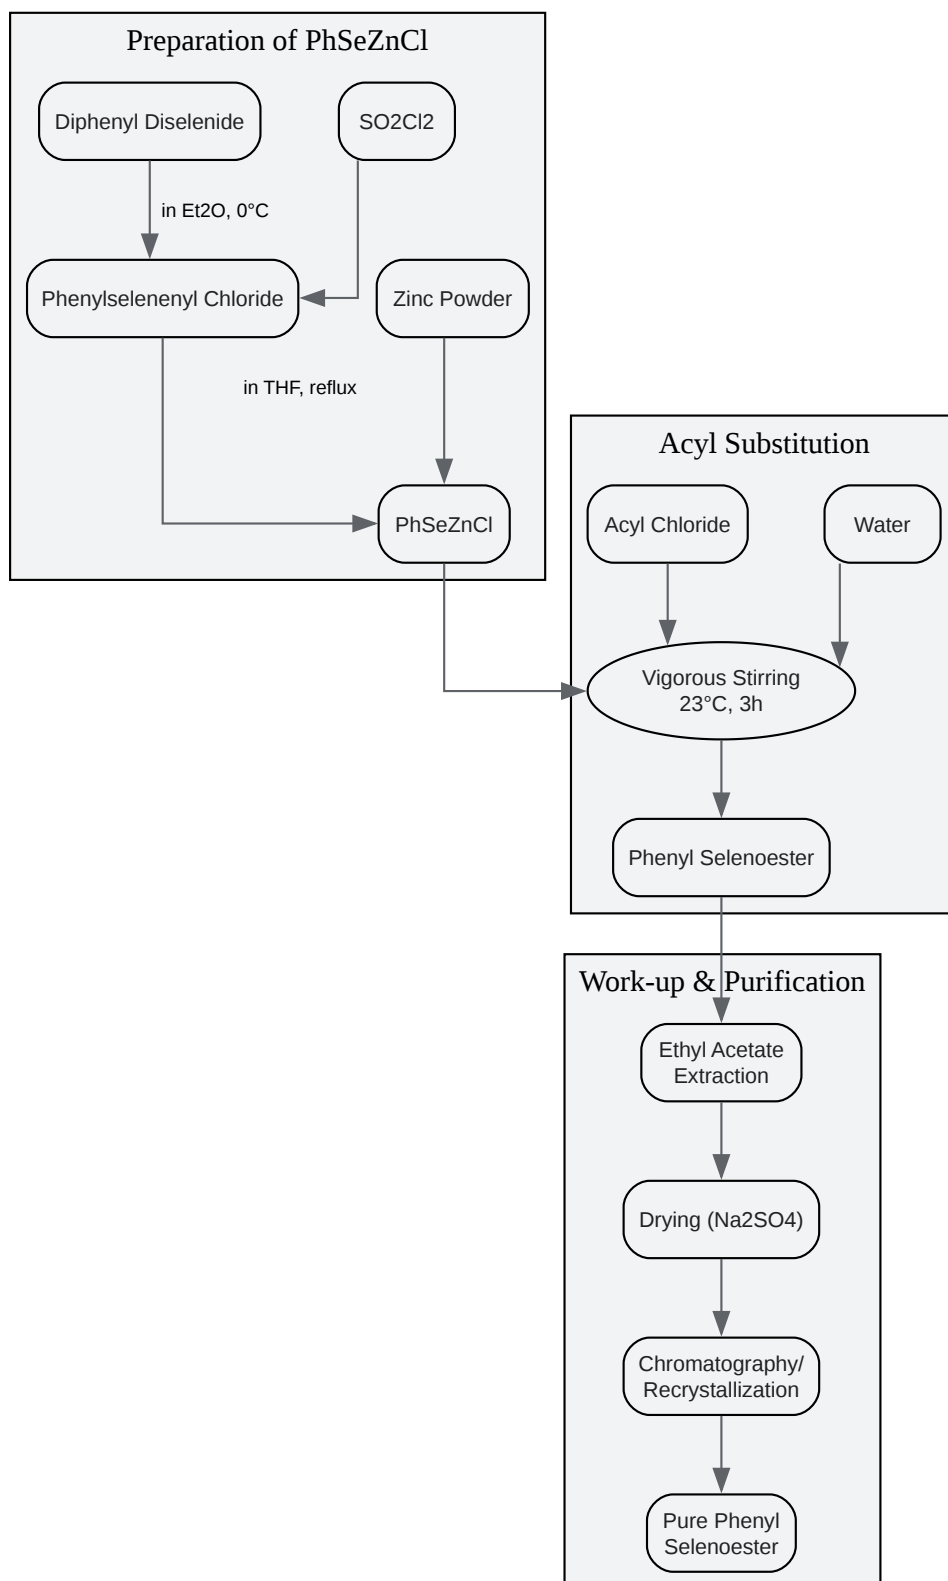 Preparation of PhSeZnCl
Diphenyl Diselenide
SO2Cl2
in Et2O, 0°C
Phenylselenenyl Chloride
Zinc Powder
in THF, reflux
PhSeZnCl
Acyl Substitution
Acyl Chloride
Water
Vigorous Stirring
23°C, 3h
Phenyl Selenoester
Work-up & Purification
Ethyl Acetate
Extraction
Drying (Na2SO4)
Chromatography/
Recrystallization
Pure Phenyl
Selenoester